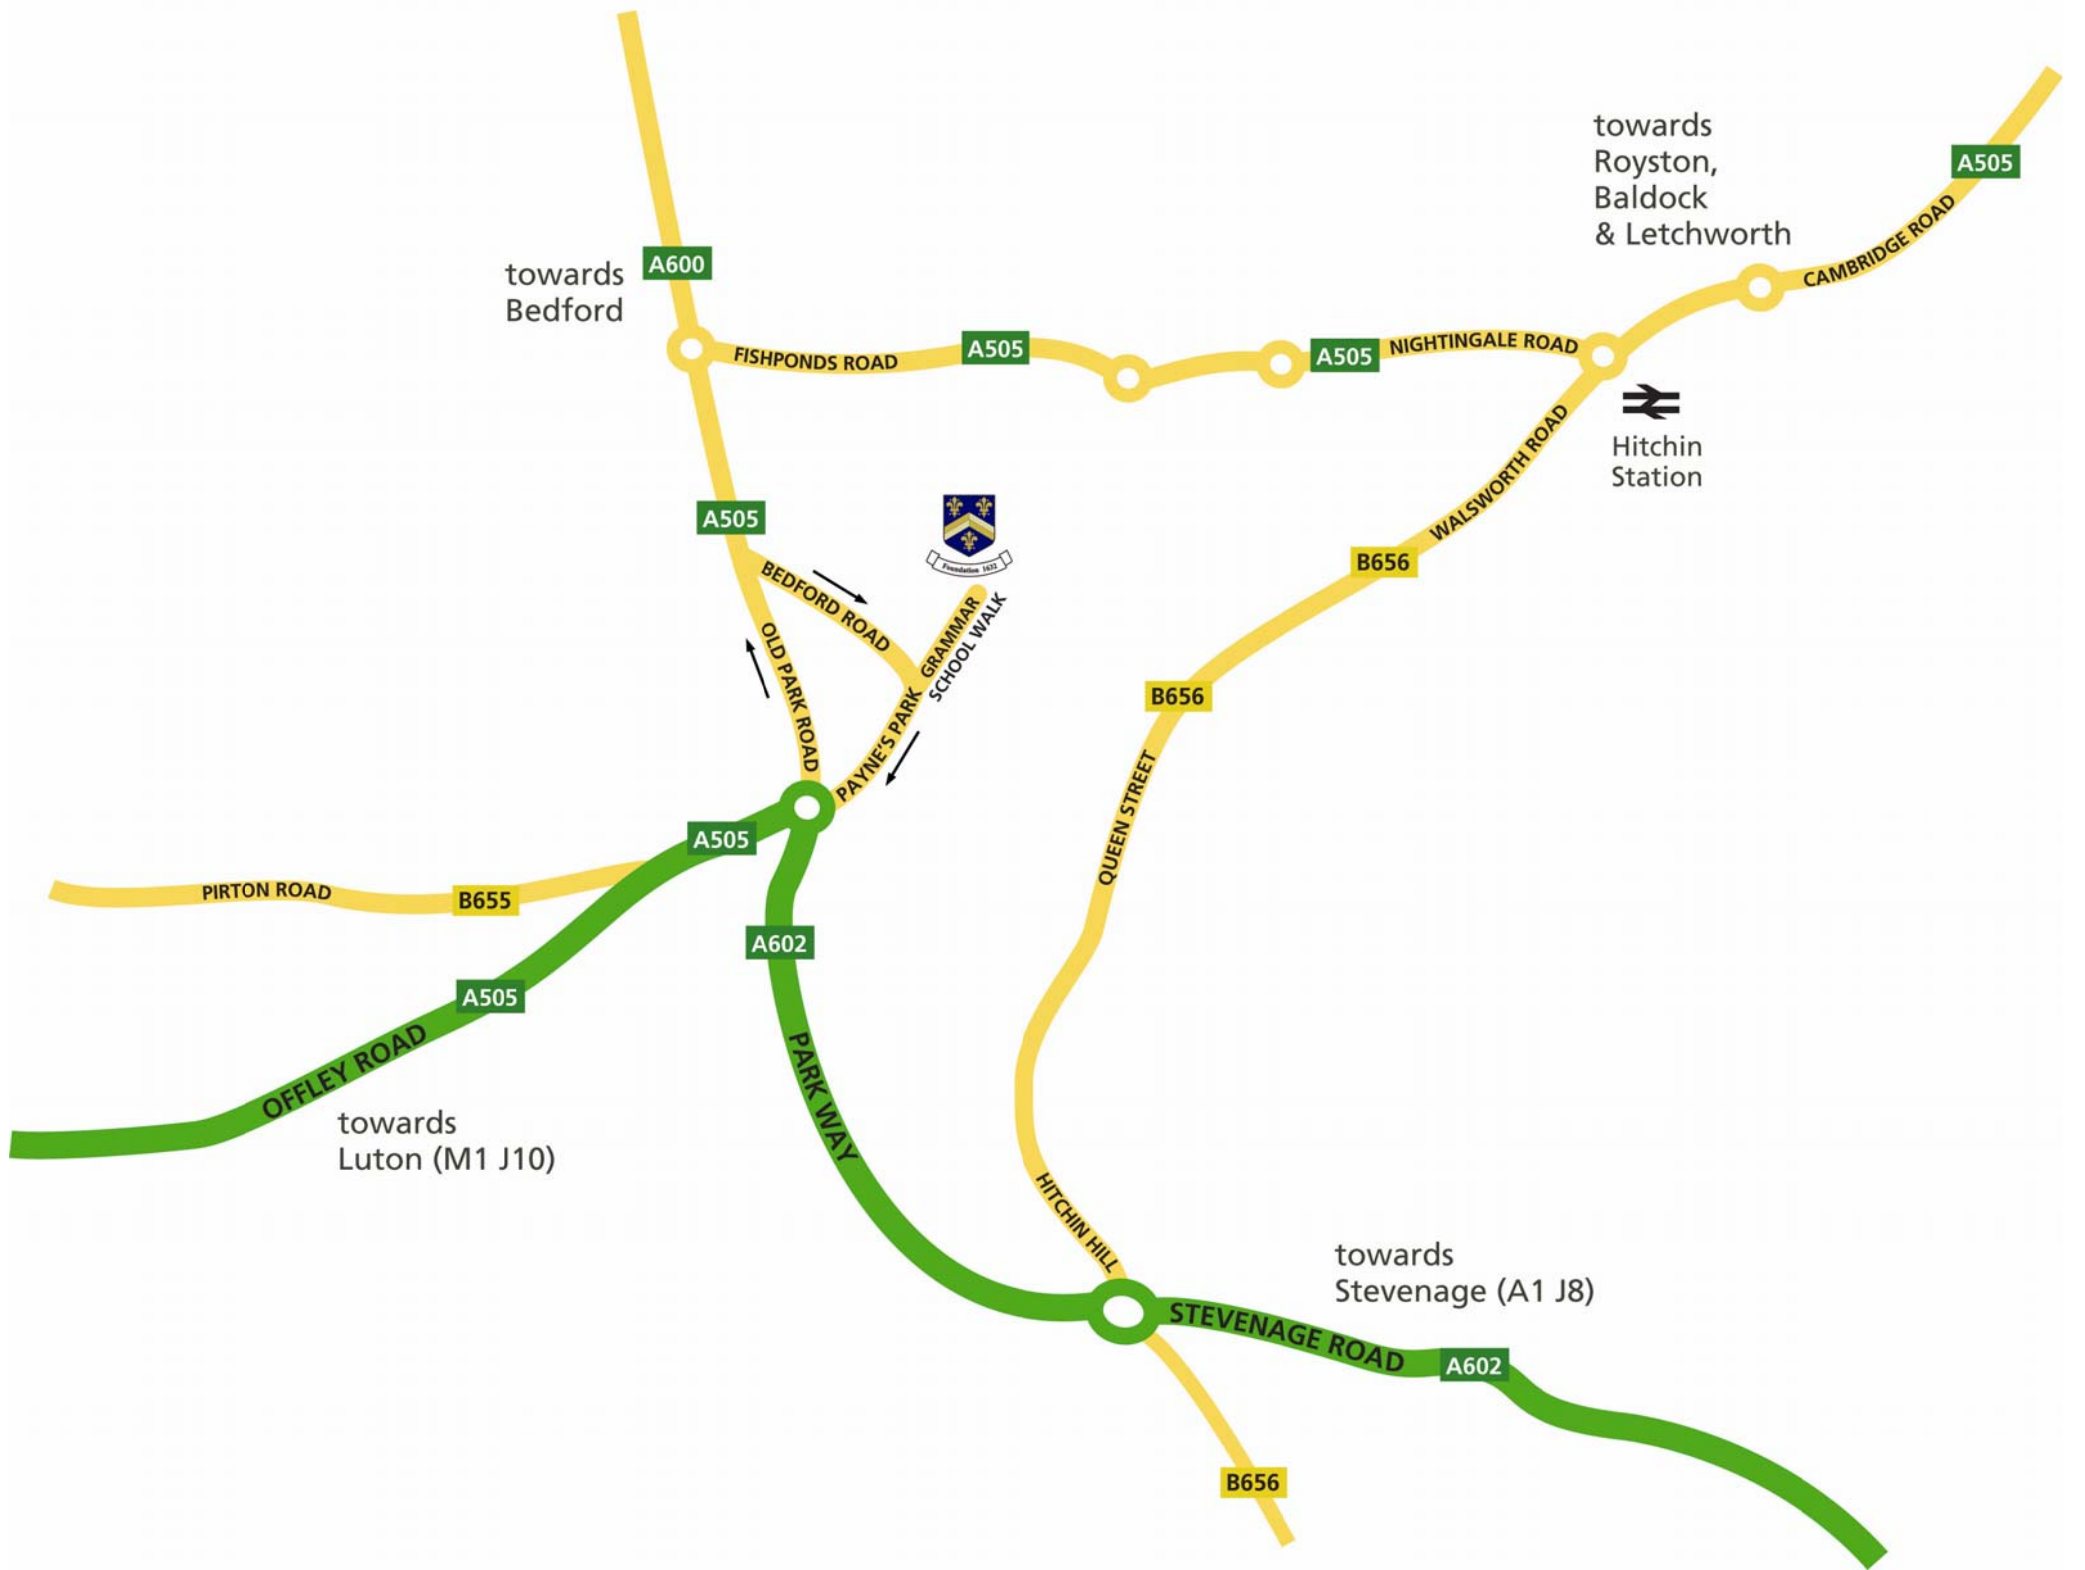 towards
Royston,
Baldock
& Letchworth
A505
CAMBRIDGE ROAD
A600
towards
Bedford
FISHPONDS ROAD
A505
A505
NIGHTINGALE ROAD
Hitchin
Station
WALSWORTH ROAD
A505
Foundation 1632
B656
BEDFORD ROAD
GRAMMAR
SCHOOL WALK
OLD PARK ROAD
PAYNE'S PARK
B656
QUEEN STREET
A505
PIRTON ROAD
B655
A602
A505
OFFLEY ROAD
towards
Luton (M1 J10)
PARK WAY
HITCHIN HILL
towards
Stevenage (A1 J8)
STEVENAGE ROAD
A602
B656